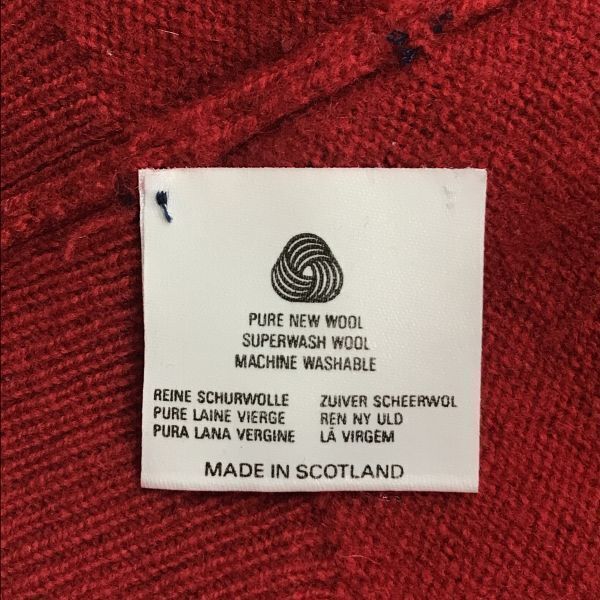 PURE NEW WOOL
SUPERWASH WOOL
MACHINE WASHABLE
REINE SCHURWOLLE
PURE LAINE VIERGE
PURA LANA VERGINE
ZUIVER SCHEERWOL
REN NY ULD
LÃ VIRGEM
MADE IN SCOTLAND